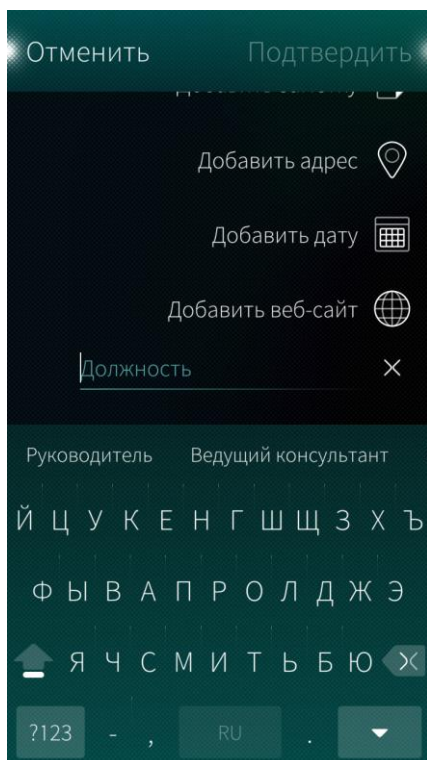 Отменить Подтвердить
Добавить адрес
Добавить дату
Добавить веб-сайт
Должность
Руководитель Ведущий консультант
Й Ц У К Е Н Г Ш Щ З Х Ъ
Ф Ы В А П Р О Л Д Ж Э
Я Ч С М И Т Ь Б Ю
?123 - , RU .